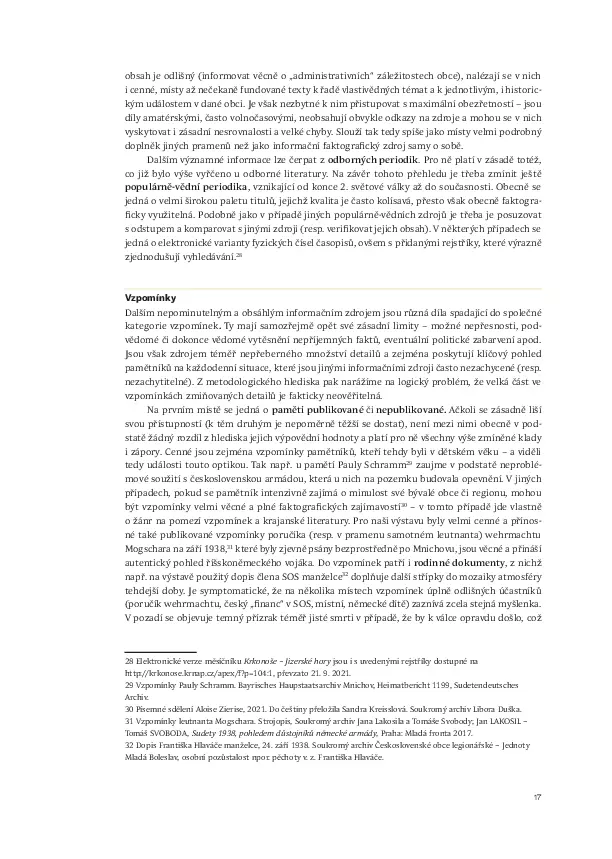 obsah je odlišný (informovat věcně o „administrativních“ záležitostech obce), nalézají se v nich
i cenné, místy až nečekaně fundované texty k řadě vlastivědných témat a k jednotlivým, i historic-
kým událostem v dané obci. Je však nezbytné k nim přistupovat s maximální obezřetností – jsou
díly amatérskými, často volnočasovými, neobsahují obvykle odkazy na zdroje a mohou se v nich
vyskytovat i zásadní nesrovnalosti a velké chyby. Slouží tak tedy spíše jako místy velmi podrobný
doplněk jiných pramenů než jako informační faktografický zdroj samy o sobě.
Dalším významné informace lze čerpat z odborných periodik. Pro ně platí v zásadě totéž,
co již bylo výše vyřčeno u odborné literatury. Na závěr tohoto přehledu je třeba zmínit ještě
populárně-vědní periodika, vznikající od konce 2. světové války až do současnosti. Obecně se
jedná o velmi širokou paletu titulů, jejichž kvalita je často kolísavá, přesto však obecně faktogra-
ficky využitelná. Podobně jako v případě jiných populárně-vědních zdrojů je třeba je posuzovat
s odstupem a komparovat s jinými zdroji (resp. verifikovat jejich obsah). V některých případech se
jedná o elektronické varianty fyzických čísel časopisů, ovšem s přidanými rejstříky, které výrazně
zjednodušují vyhledávání.28
Vzpomínky
Dalším nepominutelným a obsáhlým informačním zdrojem jsou různá díla spadající do společné
kategorie vzpomínek. Ty mají samozřejmě opět své zásadní limity – možné nepřesnosti, pod-
vědomé či dokonce vědomé vytěsnění nepříjemných faktů, eventuální politické zabarvení apod.
Jsou však zdrojem téměř nepřeberného množství detailů a zejména poskytují klíčový pohled
pamětníků na každodenní situace, které jsou jinými informačními zdroji často nezachycené (resp.
nezachytitelné). Z metodologického hlediska pak narážíme na logický problém, že velká část ve
vzpomínkách zmiňovaných detailů je fakticky neověřitelná.
Na prvním místě se jedná o paměti publikované či nepublikované. Ačkoli se zásadně liší
svou přístupností (k těm druhým je nepoměrně těžší se dostat), není mezi nimi obecně v pod-
statě žádný rozdíl z hlediska jejich výpovědní hodnoty a platí pro ně všechny výše zmíněné klady
i zápory. Cenné jsou zejména vzpomínky pamětníků, kteří tehdy byli v dětském věku – a viděli
tedy události touto optikou. Tak např. u pamětí Pauly Schramm29 zaujme v podstatě neproblé-
mové soužití s československou armádou, která u nich na pozemku budovala opevnění. V jiných
případech, pokud se pamětník intenzivně zajímá o minulost své bývalé obce či regionu, mohou
být vzpomínky velmi věcné a plné faktografických zajímavostí30 – v tomto případě jde vlastně
o žánr na pomezí vzpomínek a krajanské literatury. Pro naši výstavu byly velmi cenné a přínos-
né také publikované vzpomínky poručíka (resp. v pramenu samotném leutnanta) wehrmachtu
Mogschara na září 1938,31 které byly zjevně psány bezprostředně po Mnichovu, jsou věcné a přináší
autentický pohled říšskoněmeckého vojáka. Do vzpomínek patří i rodinné dokumenty, z nichž
např. na výstavě použitý dopis člena SOS manželce32 doplňuje další střípky do mozaiky atmosféry
tehdejší doby. Je symptomatické, že na několika místech vzpomínek úplně odlišných účastníků
(poručík wehrmachtu, český „financ“ v SOS, místní, německé dítě) zaznívá zcela stejná myšlenka.
V pozadí se objevuje temný přízrak téměř jisté smrti v případě, že by k válce opravdu došlo, což
28 Elektronické verze měsíčníku Krkonoše – Jizerské hory jsou i s uvedenými rejstříky dostupné na
http://krkonose.krnap.cz/apex/f?p=104:1, převzato 21. 9. 2021.
29 Vzpomínky Pauly Schramm. Bayrisches Haupstaatsarchiv Mnichov, Heimatbericht 1199, Sudetendeutsches
Archiv.
30 Písemné sdělení Aloise Zierise, 2021. Do češtiny přeložila Sandra Kreisslová. Soukromý archiv Libora Duška.
31 Vzpomínky leutnanta Mogschara. Strojopis, Soukromý archiv Jana Lakosila a Tomáše Svobody; Jan LAKOSIL –
Tomáš SVOBODA, Sudety 1938, pohledem důstojníků německé armády, Praha: Mladá fronta 2017.
32 Dopis Františka Hlaváče manželce, 24. září 1938. Soukromý archiv Československé obce legionářské – Jednoty
Mladá Boleslav, osobní pozůstalost npor. pěchoty v. z. Františka Hlaváče.
17